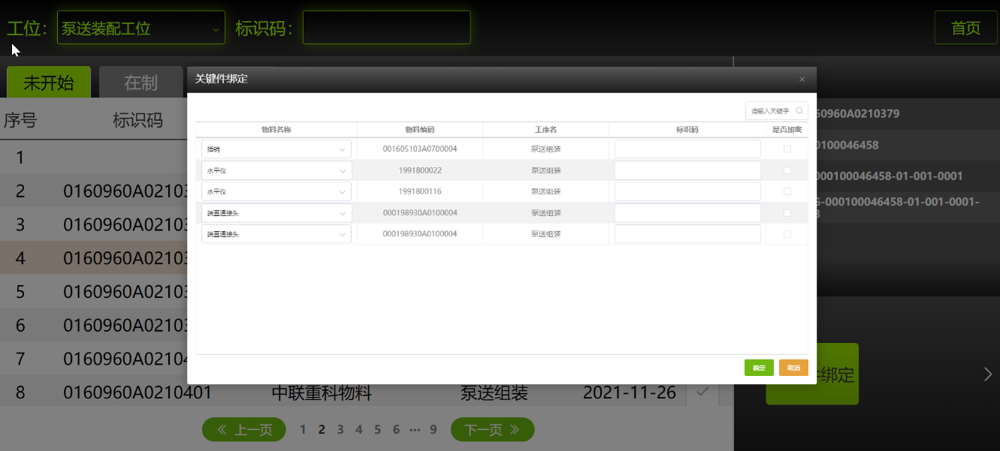 工位： 泵送装配工位 标识码： 首页
未开始 在制
关键件绑定
请输入关键字
物料名称 物料编码 工序名 标识码 是否加密
插销 001605103A0700004 泵送组装
水平仪 1991800022 泵送组装
水平仪 1991800116 泵送组装
端直通接头 000198930A0100004 泵送组装
端直通接头 000198930A0100004 泵送组装
确定 取消
序号 标识码
1
2 0160960A02103
3 0160960A02103
4 0160960A02103
5 0160960A02103
6 0160960A02103
7 0160960A02104
8 0160960A0210401 中联重科物料 泵送组装 2021-11-26
上一页 1 2 3 4 5 6 ··· 9 下一页
60960A0210379
0100046458
000100046458-01-001-0001
-000100046458-01-001-0001-
绑定